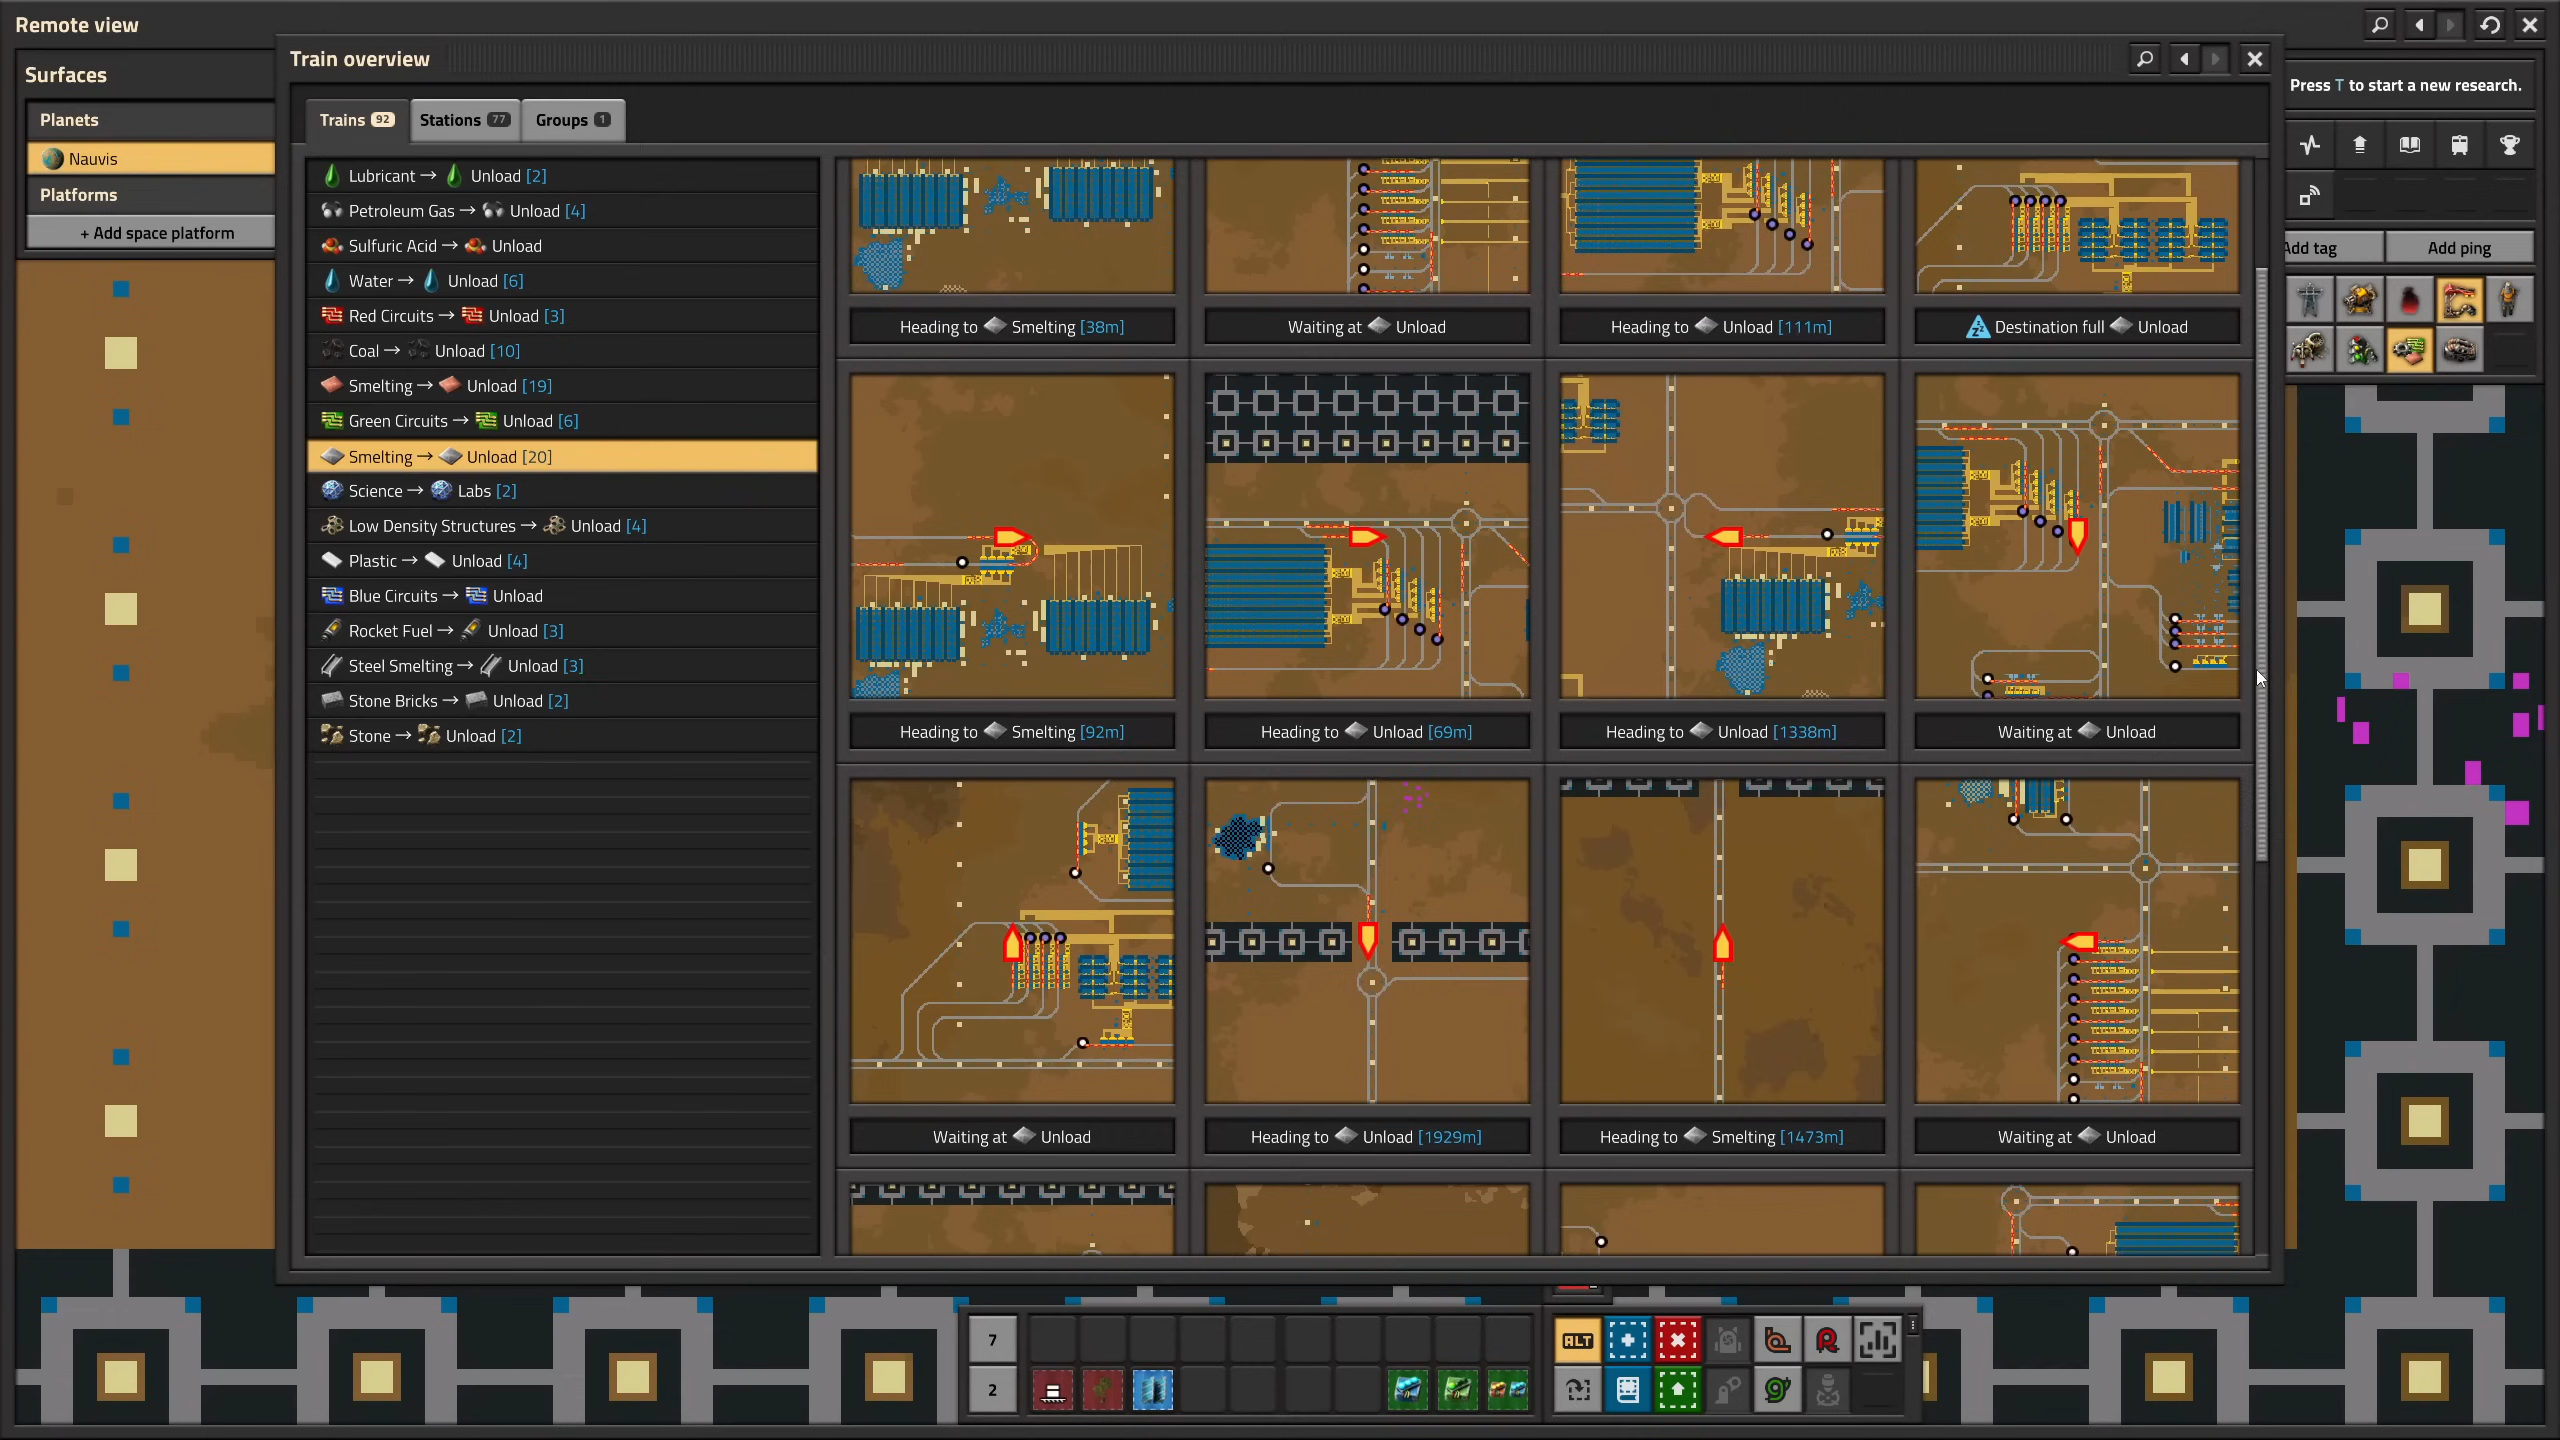 Remote view
Surfaces
Planets
Nauvis
Platforms
+ Add space platform
Train overview
Trains 92
Stations 77
Groups 1
Lubricant → Unload [2]
Petroleum Gas → Unload [4]
Sulfuric Acid → Unload
Water → Unload [6]
Red Circuits → Unload [3]
Coal → Unload [10]
Smelting → Unload [19]
Green Circuits → Unload [6]
Smelting → Unload [20]
Science → Labs [2]
Low Density Structures → Unload [4]
Plastic → Unload [4]
Blue Circuits → Unload
Rocket Fuel → Unload [3]
Steel Smelting → Unload [3]
Stone Bricks → Unload [2]
Stone → Unload [2]
Heading to Smelting [38m]
Waiting at Unload
Heading to Unload [111m]
Destination full Unload
Heading to Smelting [92m]
Heading to Unload [69m]
Heading to Unload [1338m]
Waiting at Unload
Waiting at Unload
Heading to Unload [1929m]
Heading to Smelting [1473m]
Waiting at Unload
Press T to start a new research.
Add tag
Add ping
7
2
ALT